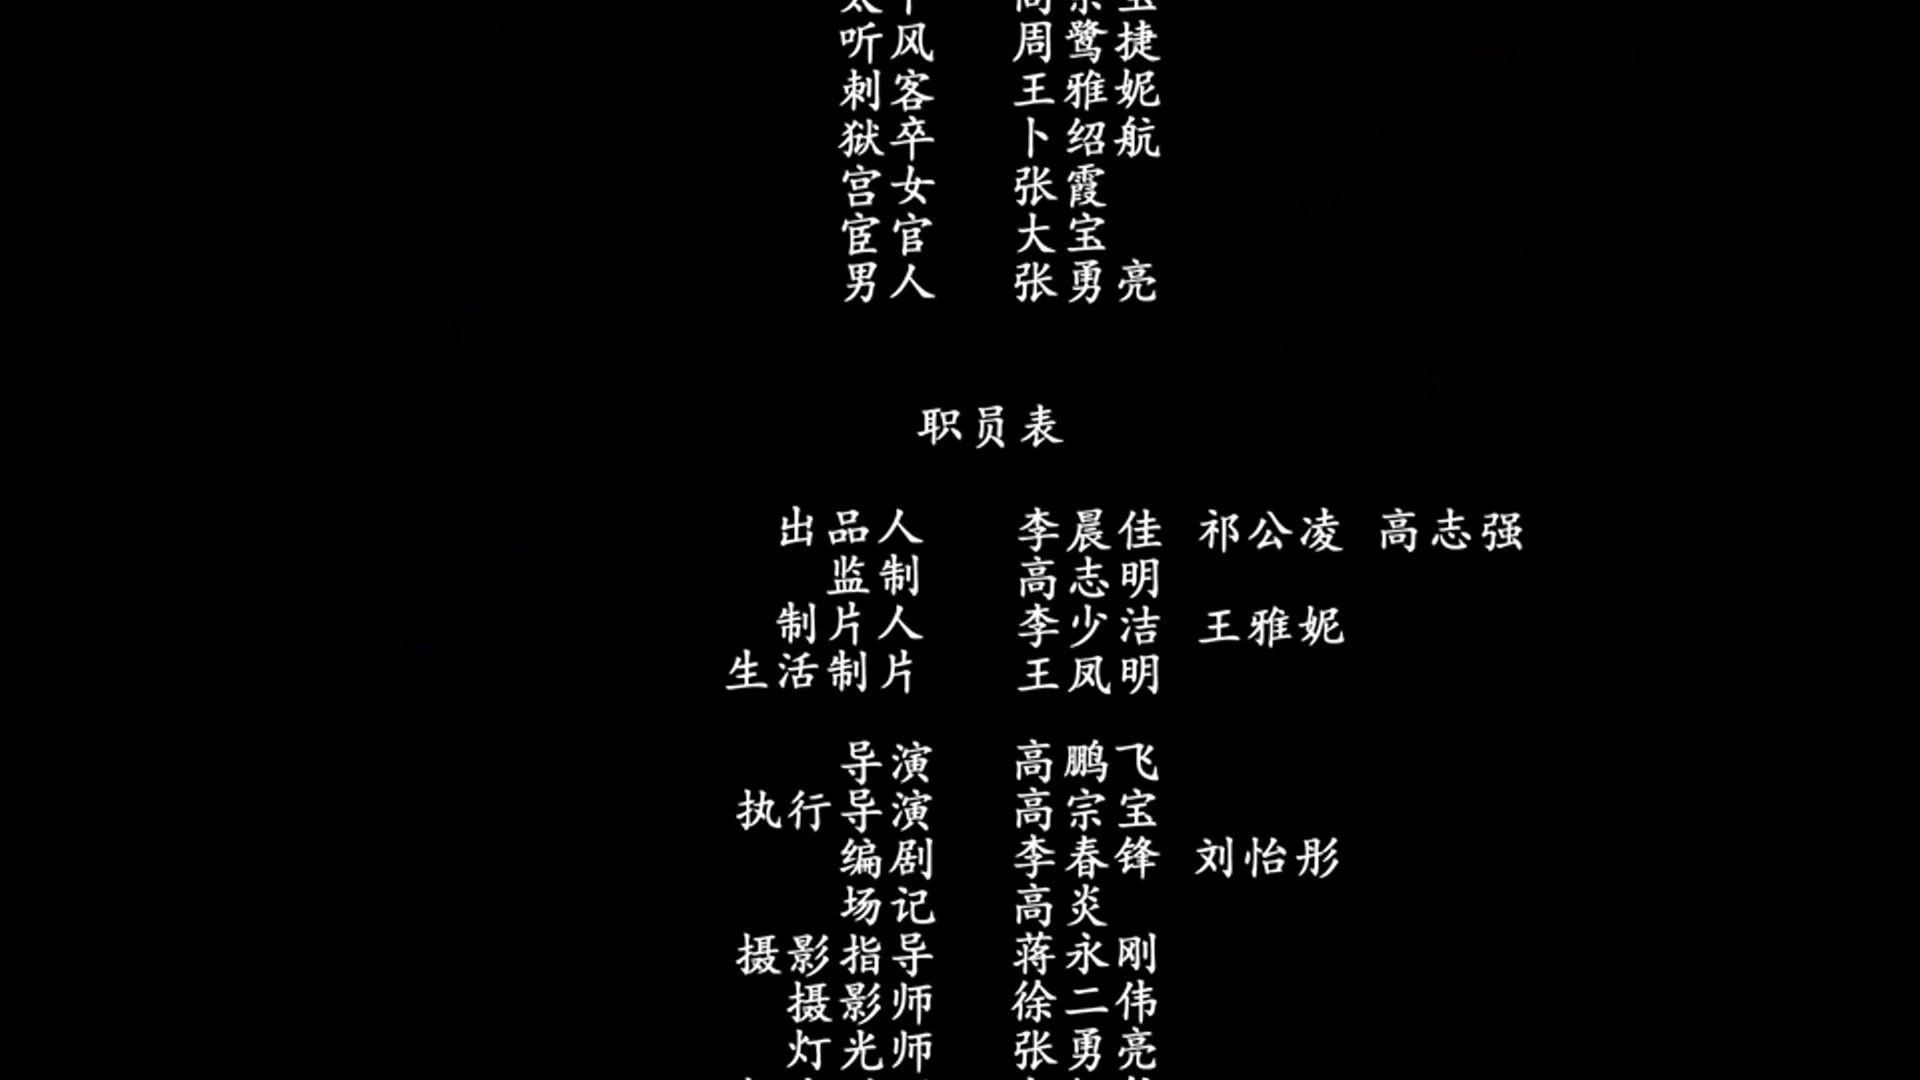 听风 周鹭捷
刺客 王雅妮
狱卒 卜绍航
宫女 张霞
宦官 大宝
男人 张勇亮
职员表
出品人 李晨佳 祁公凌 高志强
监制 高志明
制片人 李少洁 王雅妮
生活制片 王凤明
导演 高鹏飞
执行导演 高宗宝
编剧 李春锋 刘怡彤
场记 高炎
摄影指导 蒋永刚
摄影师 徐二伟
灯光师 张勇亮